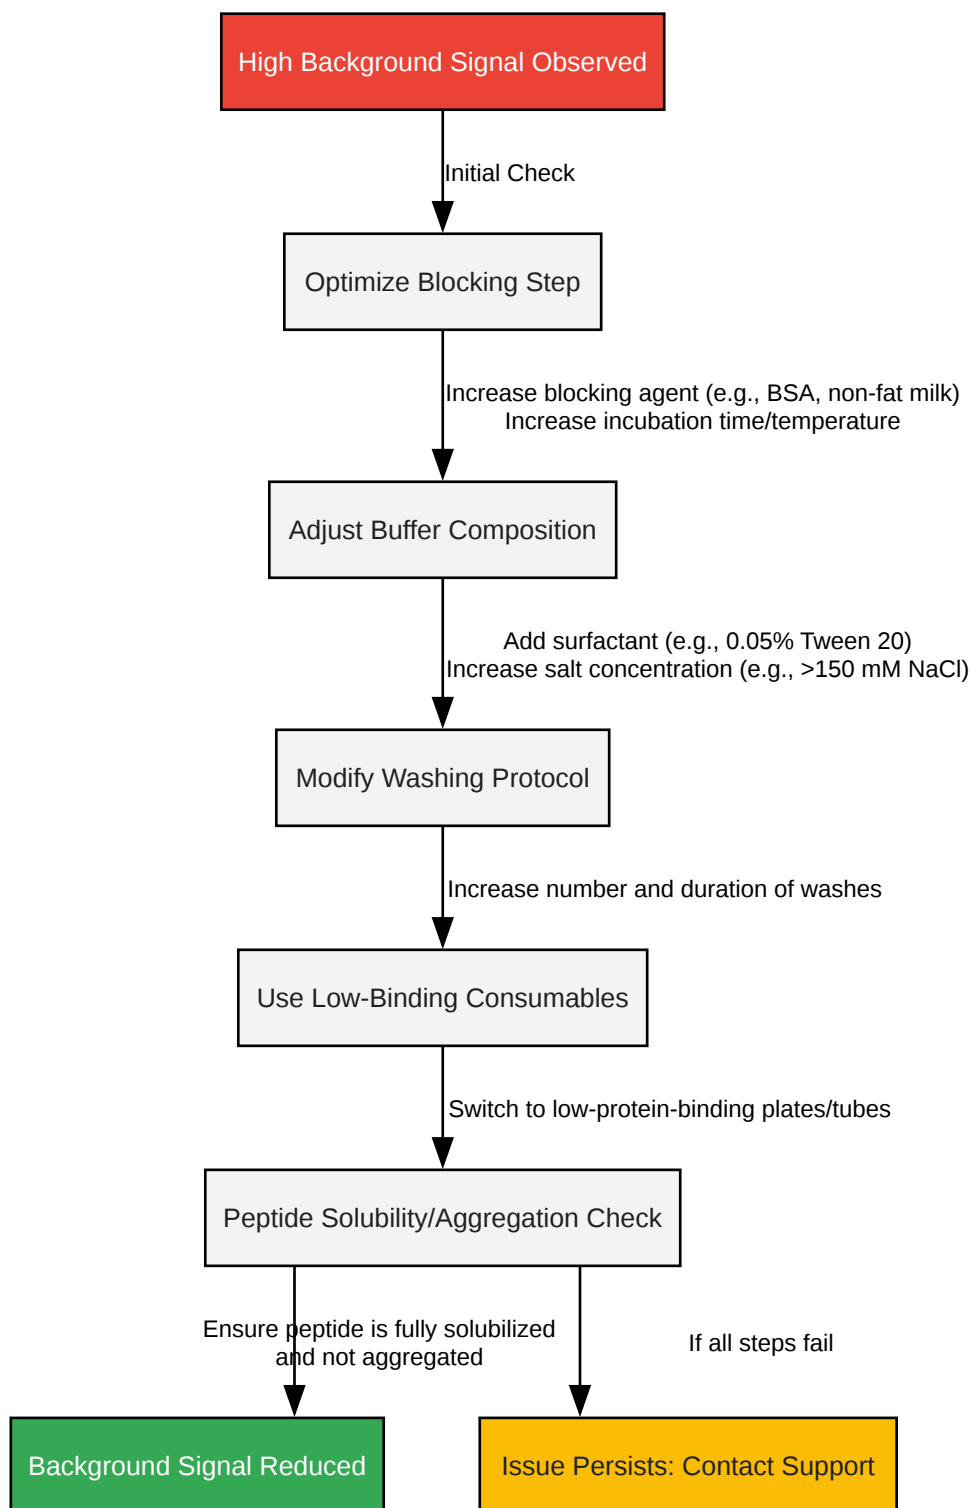 High Background Signal Observed
Initial Check
Optimize Blocking Step
Increase blocking agent (e.g., BSA, non-fat milk)
Increase incubation time/temperature
Adjust Buffer Composition
Add surfactant (e.g., 0.05% Tween 20)
Increase salt concentration (e.g., >150 mM NaCl)
Modify Washing Protocol
Increase number and duration of washes
Use Low-Binding Consumables
Switch to low-protein-binding plates/tubes
Peptide Solubility/Aggregation Check
Ensure peptide is fully solubilized
and not aggregated
If all steps fail
Background Signal Reduced
Issue Persists: Contact Support